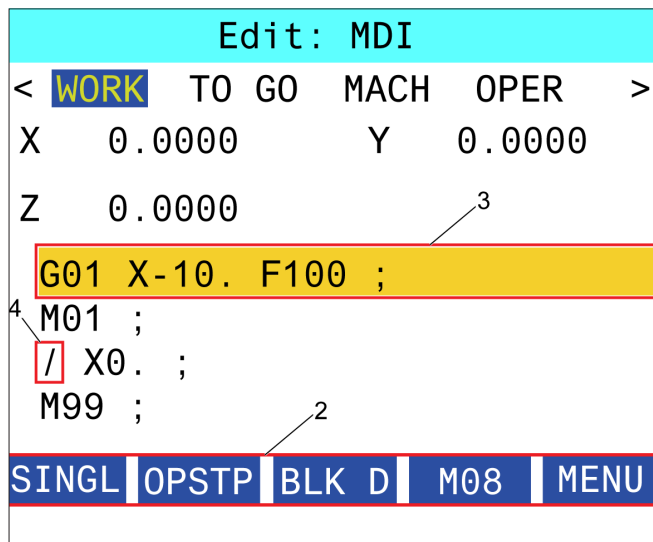 Edit: MDI
< WORK TO GO MACH OPER >
X 0.0000 Y 0.0000
Z 0.0000
3
G01 X-10. F100 ;
4
M01 ;
/ X0. ;
M99 ;
2
SINGL OPSTP BLK D M08 MENU